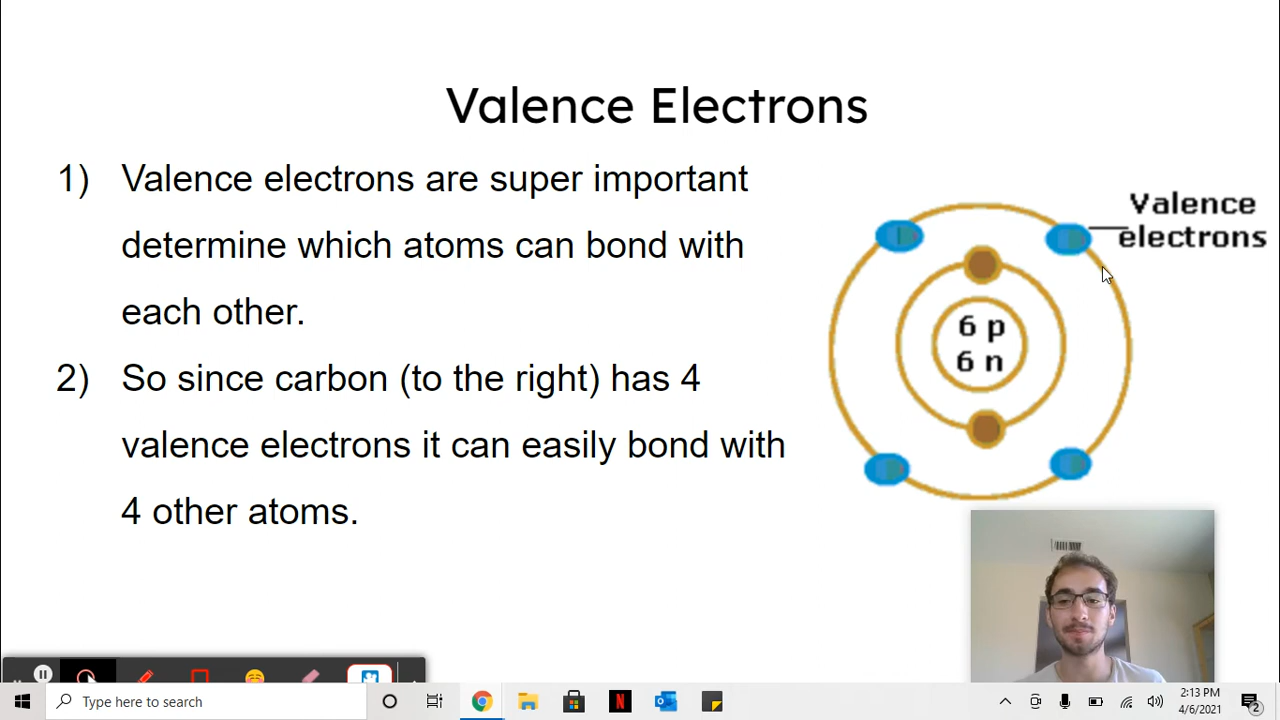 Valence Electrons
1) Valence electrons are super important
determine which atoms can bond with
each other.
2) So since carbon (to the right) has 4
valence electrons it can easily bond with
4 other atoms.
Valence
electrons
6 p
6 n
Type here to search
N
2:13 PM
4/6/2021
2